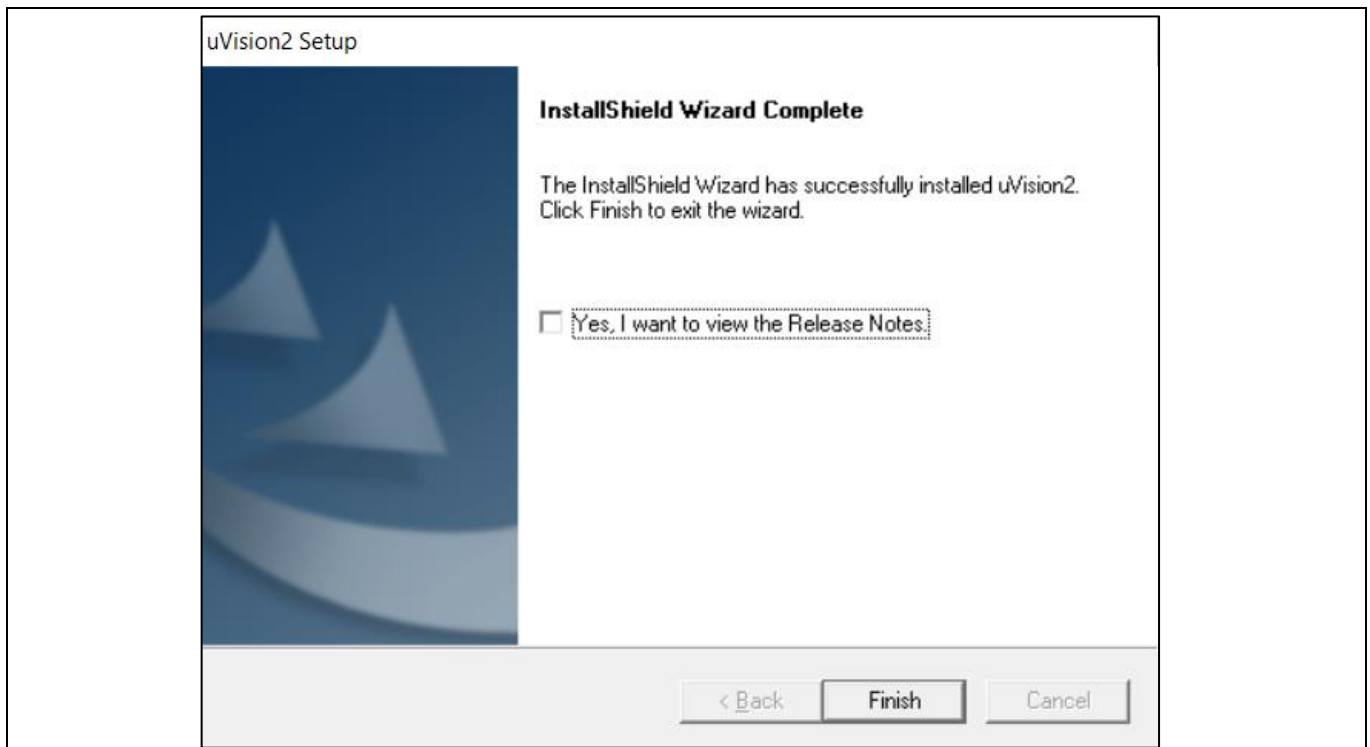 uVision2 Setup
InstallShield Wizard Complete
The InstallShield Wizard has successfully installed uVision2.
Click Finish to exit the wizard.
Yes, I want to view the Release Notes.
< Back Finish Cancel